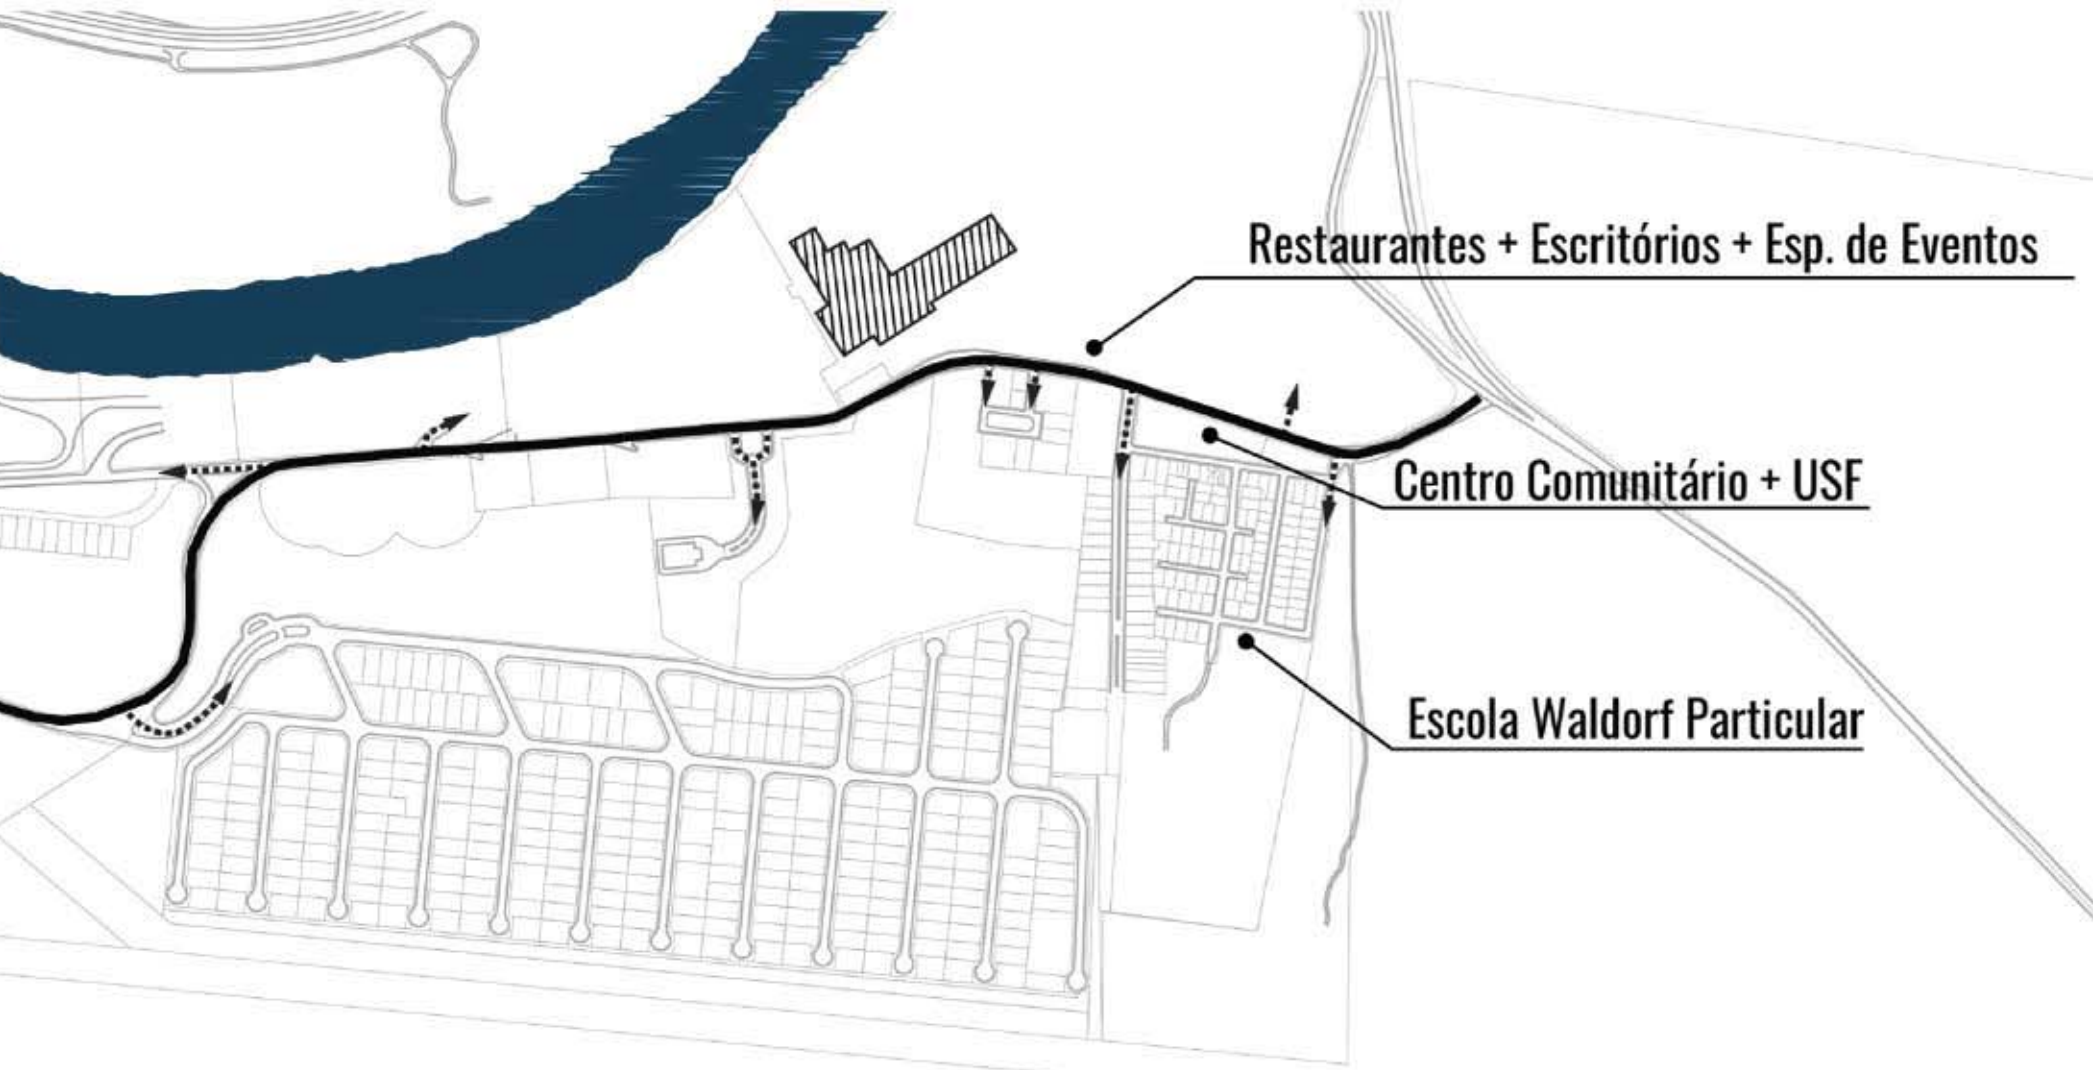 Restaurantes + Escritórios + Esp. de Eventos
Centro Comunitário + USF
Escola Waldorf Particular